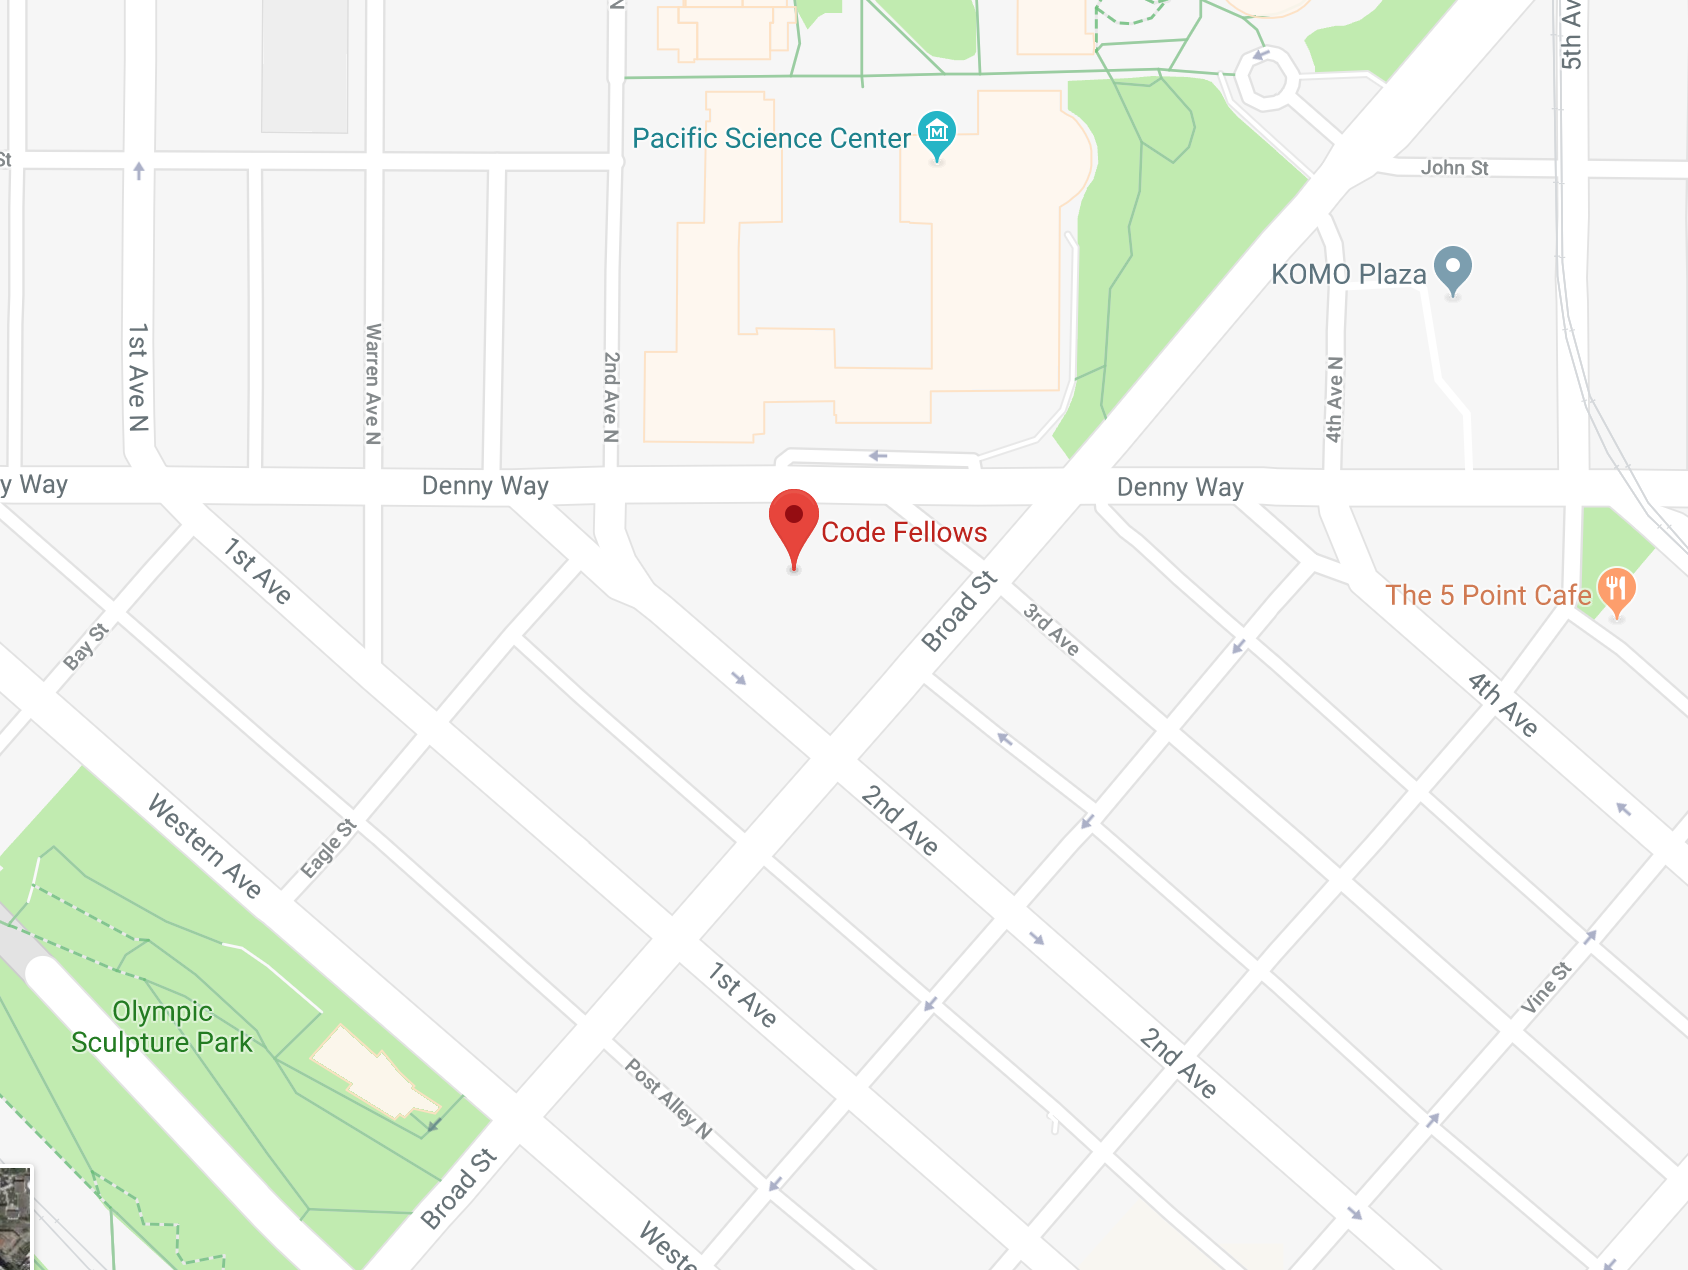 N
5th Av
Pacific Science Center
M
St
John St
KOMO Plaza
1st Ave N
Warren Ave N
2nd Ave N
4th Ave N
y Way
Denny Way
Denny Way
Code Fellows
1st Ave
Broad St
3rd Ave
The 5 Point Cafe
Bay St
4th Ave
Western Ave
Eagle St
2nd Ave
Olympic
Sculpture Park
1st Ave
Vine St
2nd Ave
Post Alley N
Broad St
Weste